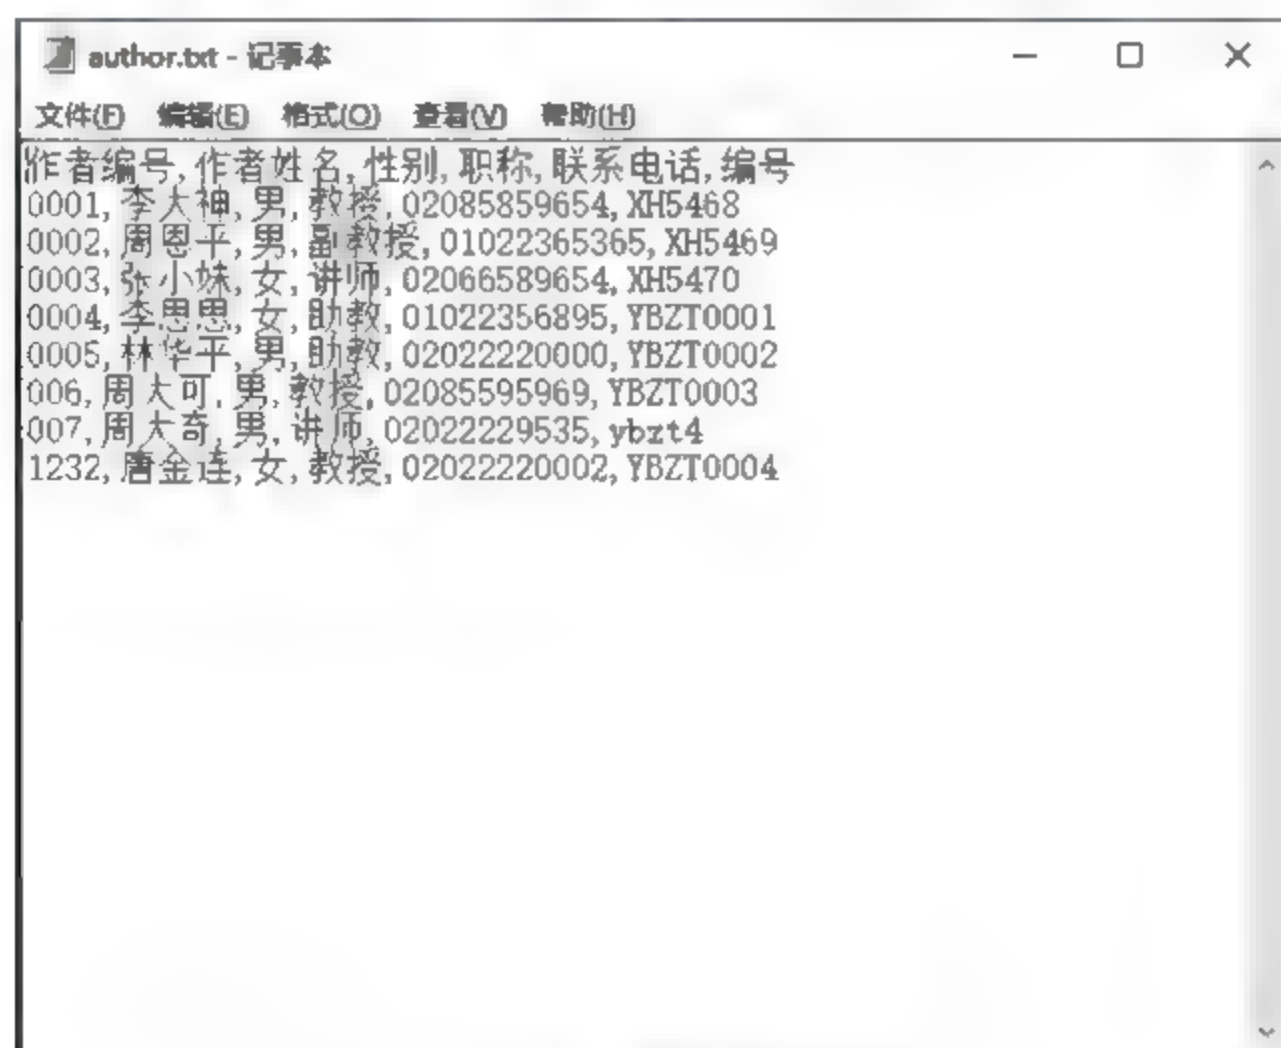 author.txt - 记事本
文件(F) 编辑(E) 格式(O) 查看(V) 帮助(H)
作者编号,作者姓名,性别,职称,联系电话,编号
0001,李大神,男,教授,02085859654,XH5468
0002,周恩平,男,副教授,01022365365,XH5469
0003,张小妹,女,讲师,02066589654,XH5470
0004,李思思,女,助教,01022356895,YBZT0001
0005,林华平,男,助教,02022220000,YBZT0002
006,周大可,男,教授,02085595969,YBZT0003
007,周大奇,男,讲师,02022229535,ybzt4
1232,唐金连,女,教授,02022220002,YBZT0004